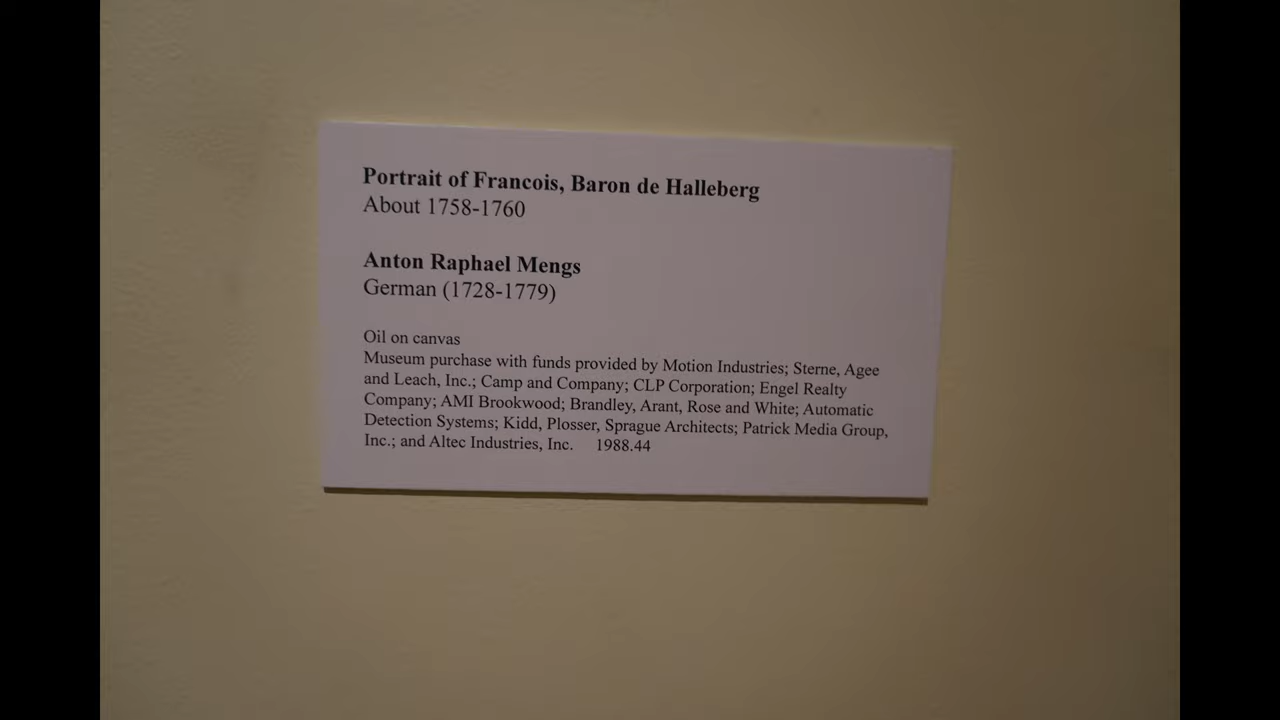 Portrait of Francois, Baron de Halleberg
About 1758-1760
Anton Raphael Mengs
German (1728-1779)
Oil on canvas
Museum purchase with funds provided by Motion Industries; Sterne, Agee
and Leach, Inc.; Camp and Company; CLP Corporation; Engel Realty
Company; AMI Brookwood; Brandley, Arant, Rose and White; Automatic
Detection Systems; Kidd, Plosser, Sprague Architects; Patrick Media Group,
Inc.; and Altec Industries, Inc. 1988.44